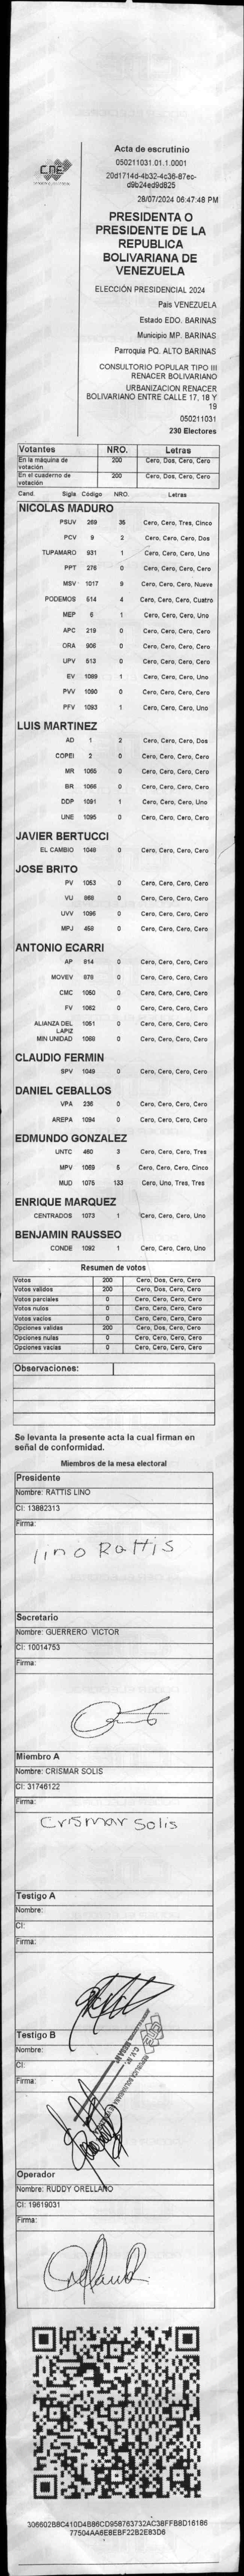 CNE
Acta de escrutinio
050211031.01.1.0001
20d1714d-4b32-4c36-87ec-
d9b24ed9d825
28/07/2024 06:47:48 PM
PRESIDENTA O
PRESIDENTE DE LA
REPUBLICA
BOLIVARIANA DE
VENEZUELA
ELECCIÓN PRESIDENCIAL 2024
País VENEZUELA
Estado EDO. BARINAS
Municipio MP. BARINAS
Parroquia PQ. ALTO BARINAS
CONSULTORIO POPULAR TIPO III
RENACER BOLIVARIANO
URBANIZACION RENACER
BOLIVARIANO ENTRE CALLE 17, 18 Y
19
050211031
230 Electores
Votantes NRO. Letras
En la máquina de votación 200 Cero, Dos, Cero, Cero
En el cuaderno de votación 200 Cero, Dos, Cero, Cero
Cand. Sigla Código NRO. Letras
NICOLAS MADURO
PSUV 269 35 Cero, Cero, Tres, Cinco
PCV 9 2 Cero, Cero, Cero, Dos
TUPAMARO 931 1 Cero, Cero, Cero, Uno
PPT 276 0 Cero, Cero, Cero, Cero
MSV 1017 9 Cero, Cero, Cero, Nueve
PODEMOS 514 4 Cero, Cero, Cero, Cuatro
MEP 6 1 Cero, Cero, Cero, Uno
APC 219 0 Cero, Cero, Cero, Cero
ORA 906 0 Cero, Cero, Cero, Cero
UPV 513 0 Cero, Cero, Cero, Cero
EV 1089 1 Cero, Cero, Cero, Uno
PVV 1090 0 Cero, Cero, Cero, Cero
PFV 1093 1 Cero, Cero, Cero, Uno
LUIS MARTINEZ
AD 1 2 Cero, Cero, Cero, Dos
COPEI 2 0 Cero, Cero, Cero, Cero
MR 1065 0 Cero, Cero, Cero, Cero
BR 1066 0 Cero, Cero, Cero, Cero
DDP 1091 1 Cero, Cero, Cero, Uno
UNE 1095 0 Cero, Cero, Cero, Cero
JAVIER BERTUCCI
EL CAMBIO 1048 0 Cero, Cero, Cero, Cero
JOSE BRITO
PV 1053 0 Cero, Cero, Cero, Cero
VU 868 0 Cero, Cero, Cero, Cero
UVV 1096 0 Cero, Cero, Cero, Cero
MPJ 458 0 Cero, Cero, Cero, Cero
ANTONIO ECARRI
AP 814 0 Cero, Cero, Cero, Cero
MOVEV 878 0 Cero, Cero, Cero, Cero
CMC 1050 0 Cero, Cero, Cero, Cero
FV 1062 0 Cero, Cero, Cero, Cero
ALIANZA DEL LAPIZ 1051 0 Cero, Cero, Cero, Cero
MIN UNIDAD 1068 0 Cero, Cero, Cero, Cero
CLAUDIO FERMIN
SPV 1049 0 Cero, Cero, Cero, Cero
DANIEL CEBALLOS
VPA 236 0 Cero, Cero, Cero, Cero
AREPA 1094 0 Cero, Cero, Cero, Cero
EDMUNDO GONZALEZ
UNTC 480 3 Cero, Cero, Cero, Tres
MPV 1069 5 Cero, Cero, Cero, Cinco
MUD 1075 133 Cero, Uno, Tres, Tres
ENRIQUE MARQUEZ
CENTRADOS 1073 1 Cero, Cero, Cero, Uno
BENJAMIN RAUSSEO
CONDE 1092 1 Cero, Cero, Cero, Uno
Resumen de votos
Votos 200 Cero, Dos, Cero, Cero
Votos validos 200 Cero, Dos, Cero, Cero
Votos parciales 0 Cero, Cero, Cero, Cero
Votos nulos 0 Cero, Cero, Cero, Cero
Votos vacíos 0 Cero, Cero, Cero, Cero
Opciones validas 200 Cero, Dos, Cero, Cero
Opciones nulas 0 Cero, Cero, Cero, Cero
Opciones vacías 0 Cero, Cero, Cero, Cero
Observaciones:
Se levanta la presente acta la cual firman en
señal de conformidad.
Miembros de la mesa electoral
Presidente
Nombre: RATTIS LINO
CI: 13882313
Firma:
lino Rattis
Secretario
Nombre: GUERRERO VICTOR
CI: 10014753
Firma:
Miembro A
Nombre: CRISMAR SOLIS
CI: 31746122
Firma:
Crismar Solis
Testigo A
Nombre:
CI:
Firma:
Testigo B
Nombre:
CI:
Firma:
Operador
Nombre: RUDDY ORELLANO
CI: 19619031
Firma:
306602B8C410D4B86CD958763732AC38FFB8D16186
77504AA6E8EBF22B2E83D6